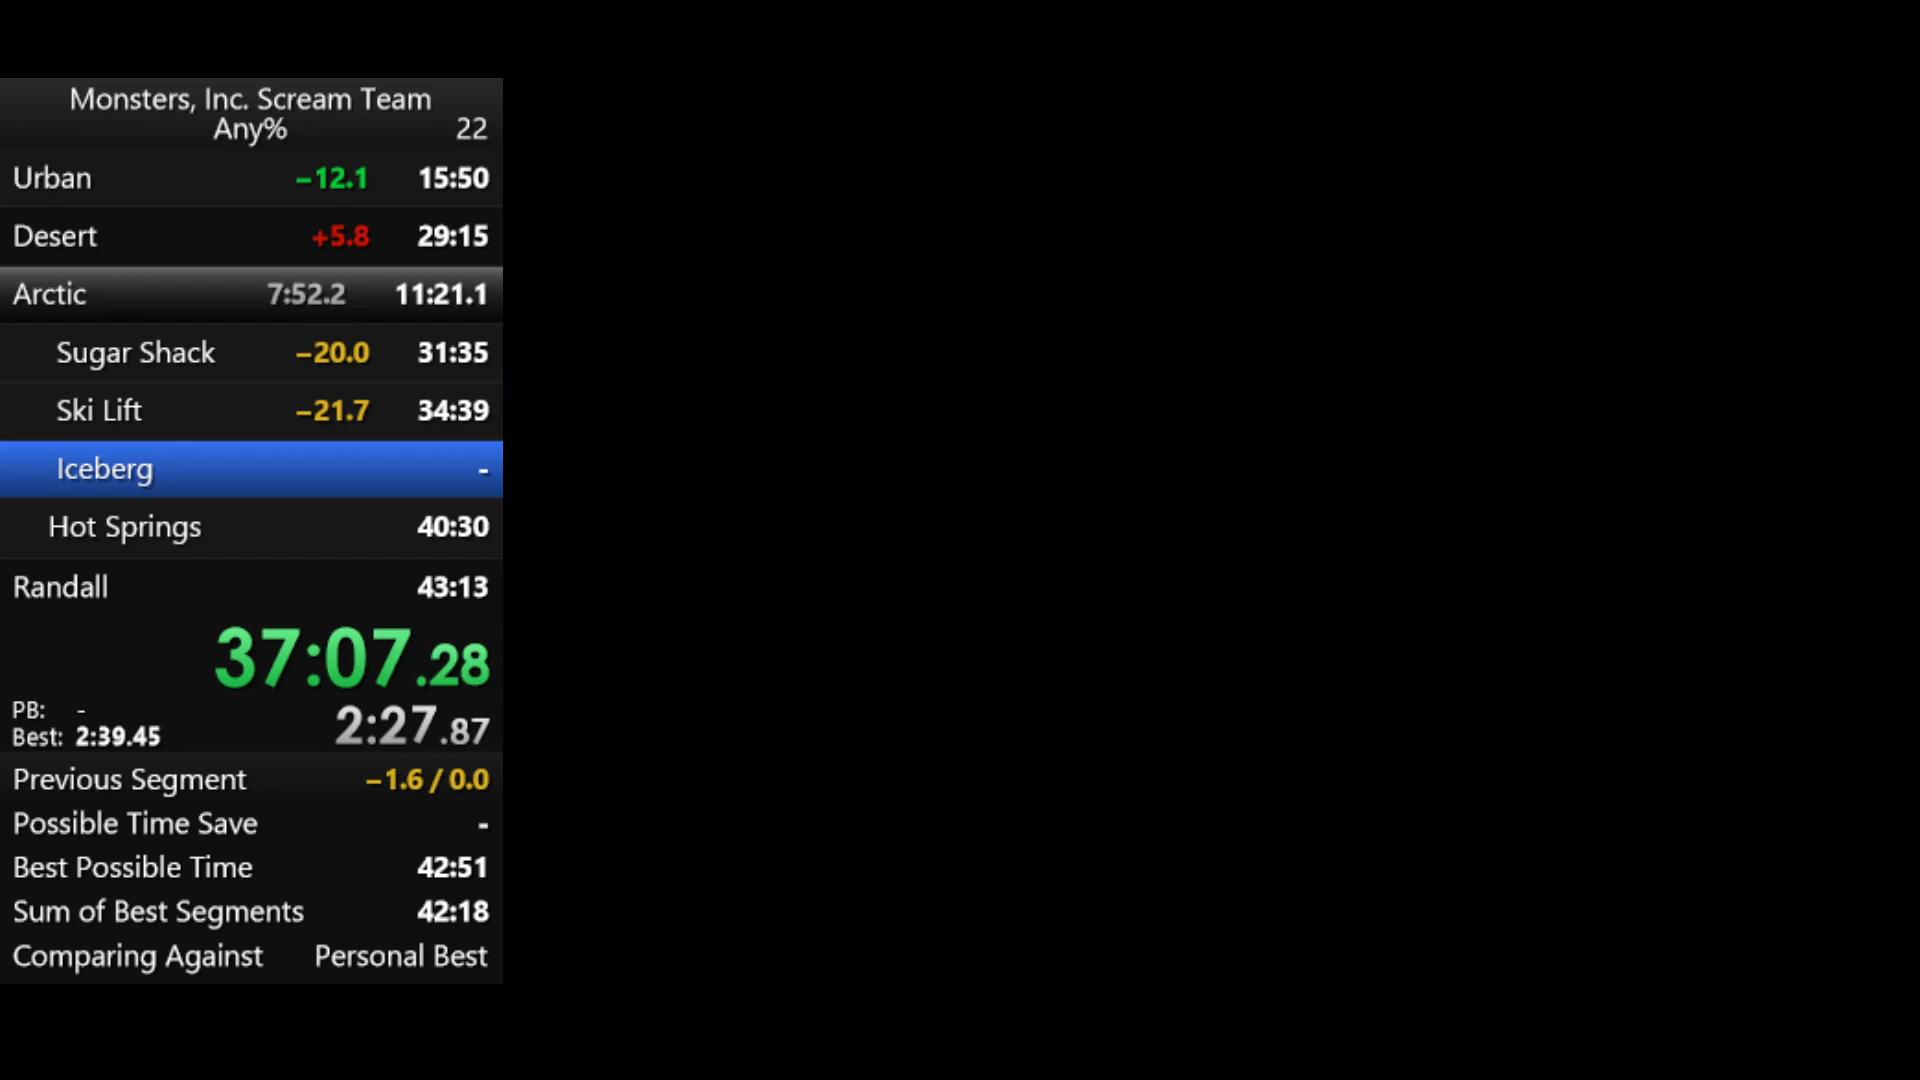 Monsters, Inc. Scream Team
Any% 22
Urban −12.1 15:50
Desert +5.8 29:15
Arctic 7:52.2 11:21.1
Sugar Shack −20.0 31:35
Ski Lift −21.7 34:39
Iceberg -
Hot Springs 40:30
Randall 43:13
37:07.28
PB: -
Best: 2:39.45
2:27.87
Previous Segment −1.6 / 0.0
Possible Time Save -
Best Possible Time 42:51
Sum of Best Segments 42:18
Comparing Against Personal Best